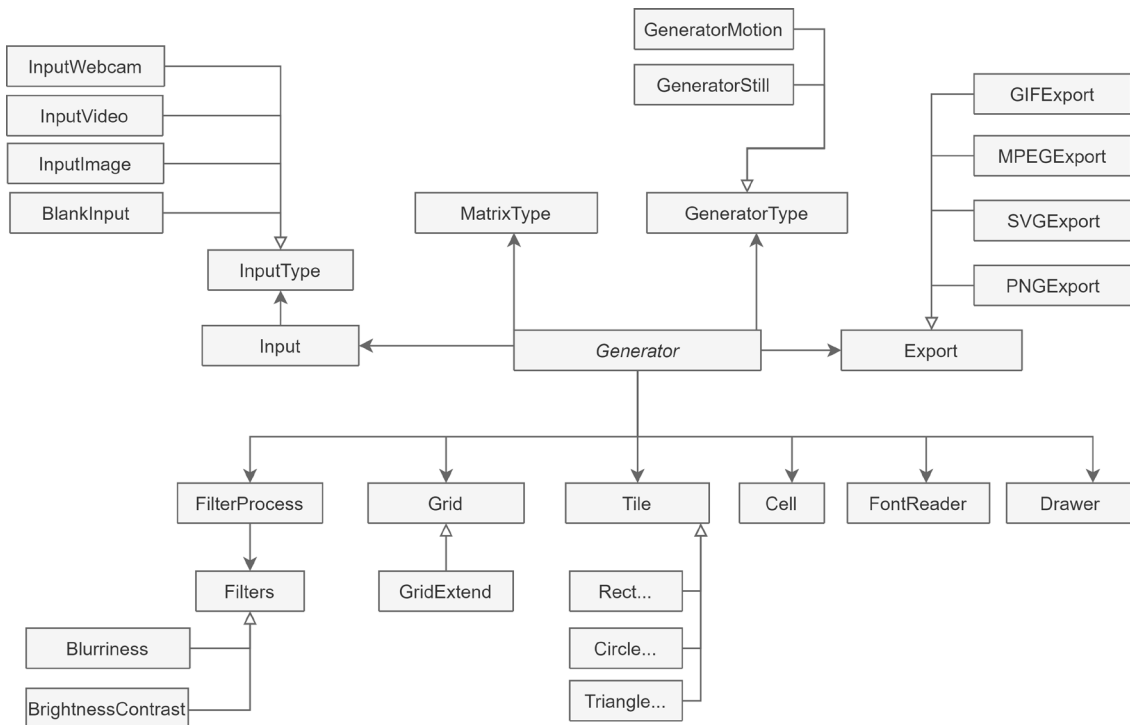 GeneratorMotion
InputWebcam
GeneratorStill
GIFExport
InputVideo
MPEGExport
InputImage
BlankInput
MatrixType
GeneratorType
SVGExport
InputType
PNGExport
Input
Generator
Export
FilterProcess
Grid
Tile
Cell
FontReader
Drawer
Filters
GridExtend
Rect...
Blurriness
Circle...
BrightnessContrast
Triangle...